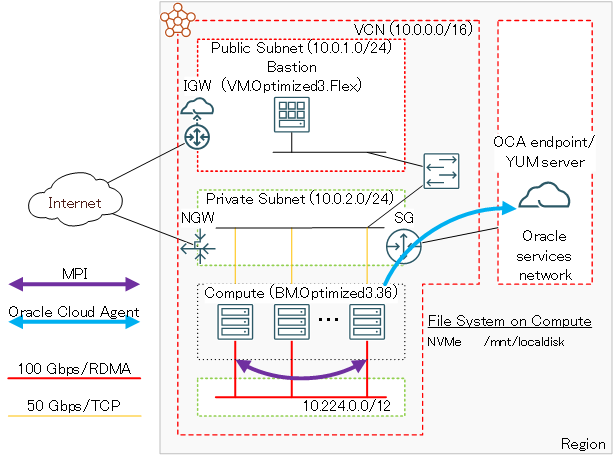 VCN (10.0.0.0/16)
Public Subnet (10.0.1.0/24)
Bastion
(VM.Optimized3.Flex)
IGW
OCA endpoint/
YUM server
Internet
Private Subnet (10.0.2.0/24)
NGW
SG
Oracle
services
network
MPI
Oracle Cloud Agent
Compute (BM.Optimized3.36)
...
File System on Compute
NVMe /mnt/localdisk
100 Gbps/RDMA
50 Gbps/TCP
10.224.0.0/12
Region